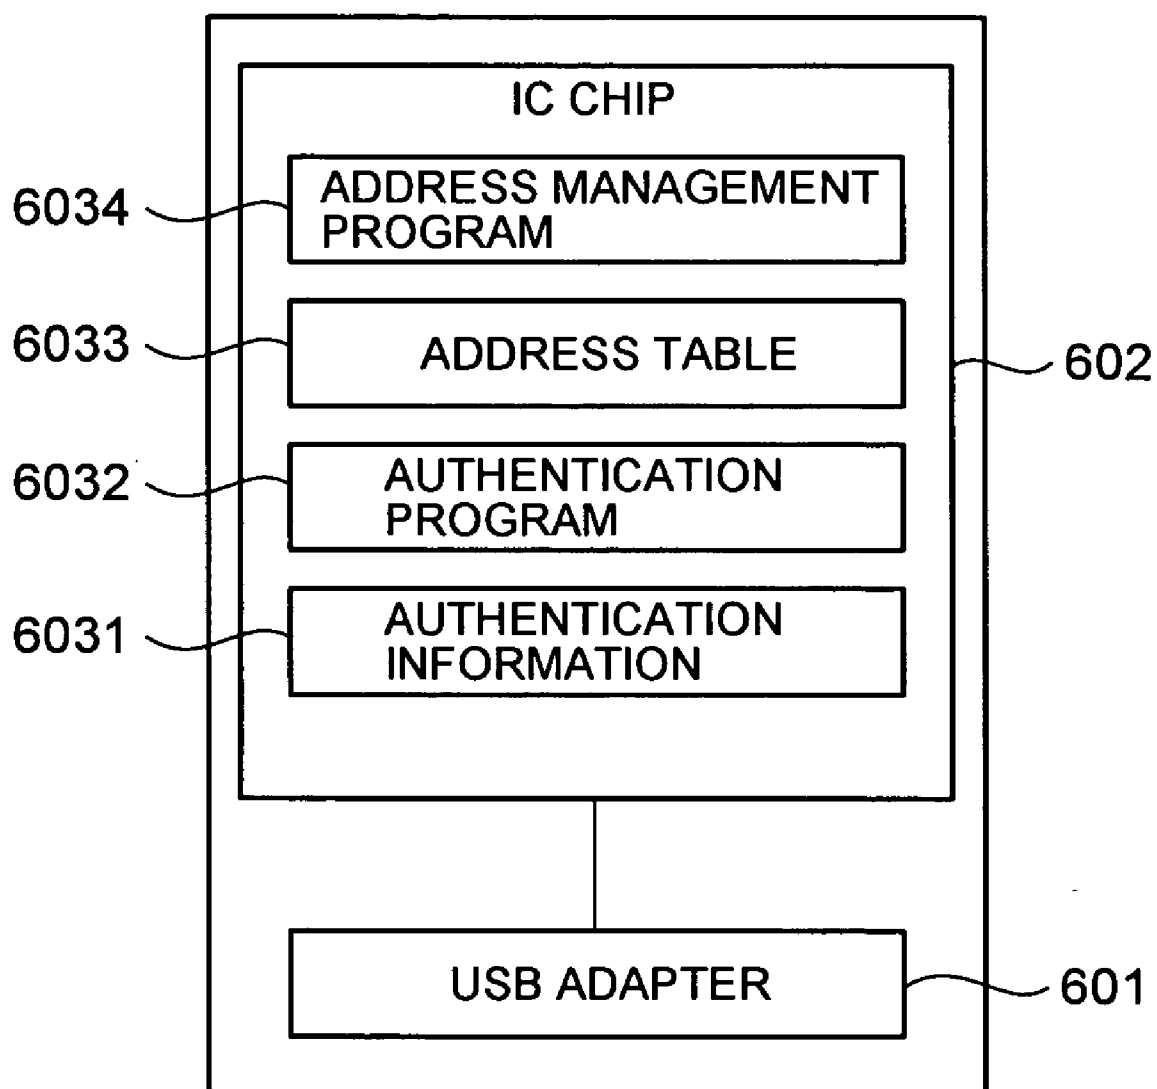 IC CHIP
6034
ADDRESS MANAGEMENT
PROGRAM
6033
ADDRESS TABLE
602
6032
AUTHENTICATION
PROGRAM
6031
AUTHENTICATION
INFORMATION
USB ADAPTER
601